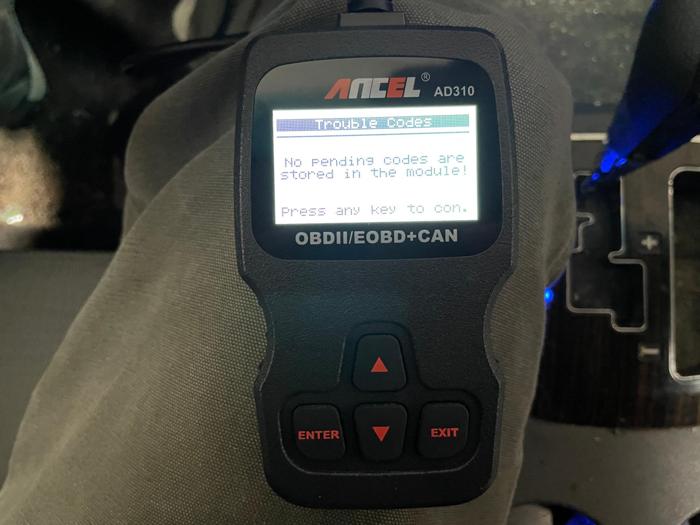 ANCEL® AD310
Trouble Codes
No pending codes are
stored in the module!
Press any key to con.
OBDII/EOBD+CAN
ENTER
EXIT
+